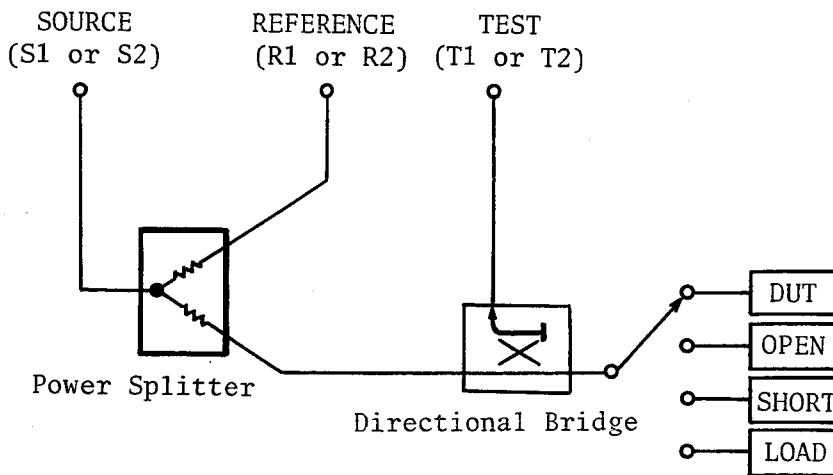 SOURCE
(S1 or S2)
REFERENCE
(R1 or R2)
TEST
(T1 or T2)
Power Splitter
Directional Bridge
DUT
OPEN
SHORT
LOAD